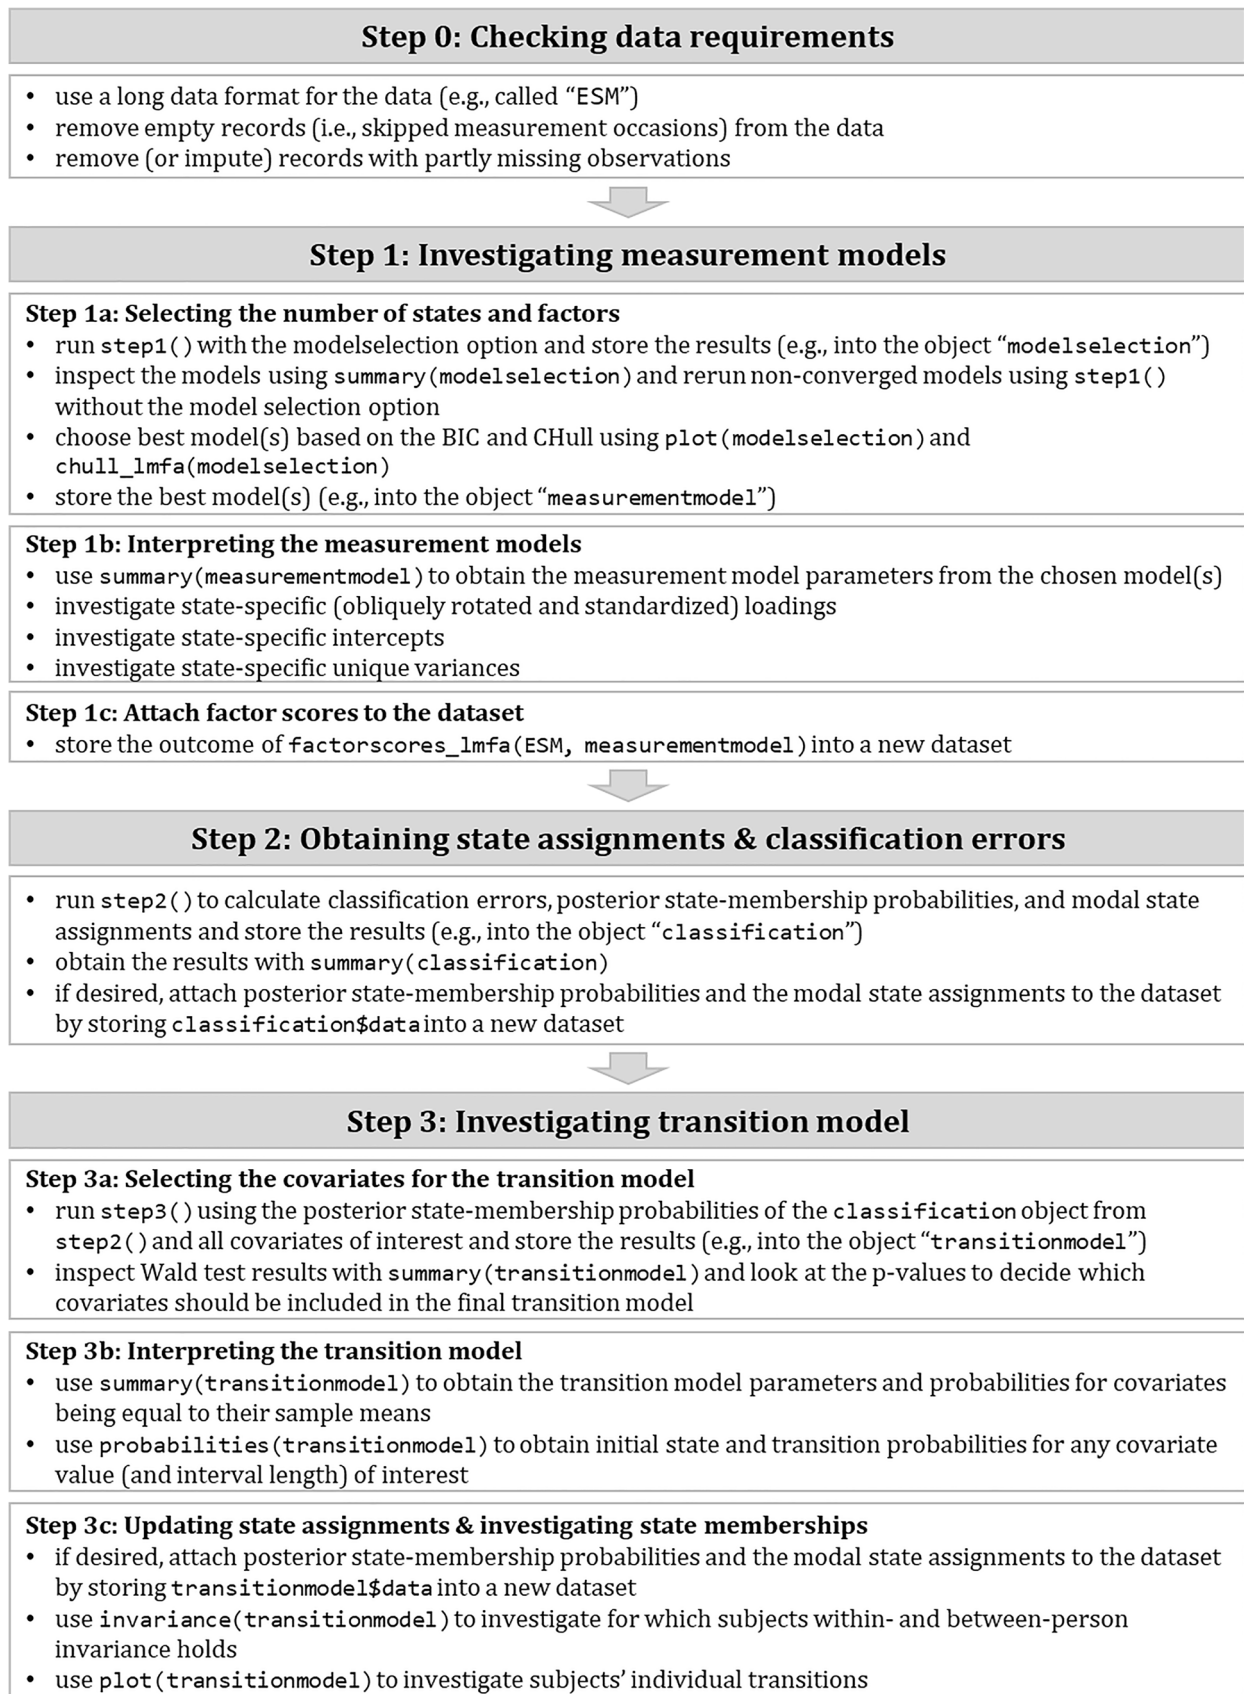 Step 0: Checking data requirements
• use a long data format for the data (e.g., called “ESM”)
• remove empty records (i.e., skipped measurement occasions) from the data
• remove (or impute) records with partly missing observations
Step 1: Investigating measurement models
Step 1a: Selecting the number of states and factors
• run step1() with the modelselection option and store the results (e.g., into the object “modelselection”)
• inspect the models using summary(modelselection) and rerun non-converged models using step1()
without the model selection option
• choose best model(s) based on the BIC and CHull using plot(modelselection) and
chull_lmfa(modelselection)
• store the best model(s) (e.g., into the object “measurementmodel”)
Step 1b: Interpreting the measurement models
• use summary(measurementmodel) to obtain the measurement model parameters from the chosen model(s)
• investigate state-specific (obliquely rotated and standardized) loadings
• investigate state-specific intercepts
• investigate state-specific unique variances
Step 1c: Attach factor scores to the dataset
• store the outcome of factorscores_lmfa(ESM, measurementmodel) into a new dataset
Step 2: Obtaining state assignments & classification errors
• run step2() to calculate classification errors, posterior state-membership probabilities, and modal state
assignments and store the results (e.g., into the object “classification”)
• obtain the results with summary(classification)
• if desired, attach posterior state-membership probabilities and the modal state assignments to the dataset
by storing classification$data into a new dataset
Step 3: Investigating transition model
Step 3a: Selecting the covariates for the transition model
• run step3() using the posterior state-membership probabilities of the classification object from
step2() and all covariates of interest and store the results (e.g., into the object “transitionmodel”)
• inspect Wald test results with summary(transitionmodel) and look at the p-values to decide which
covariates should be included in the final transition model
Step 3b: Interpreting the transition model
• use summary(transitionmodel) to obtain the transition model parameters and probabilities for covariates
being equal to their sample means
• use probabilities(transitionmodel) to obtain initial state and transition probabilities for any covariate
value (and interval length) of interest
Step 3c: Updating state assignments & investigating state memberships
• if desired, attach posterior state-membership probabilities and the modal state assignments to the dataset
by storing transitionmodel$data into a new dataset
• use invariance(transitionmodel) to investigate for which subjects within- and between-person
invariance holds
• use plot(transitionmodel) to investigate subjects’ individual transitions